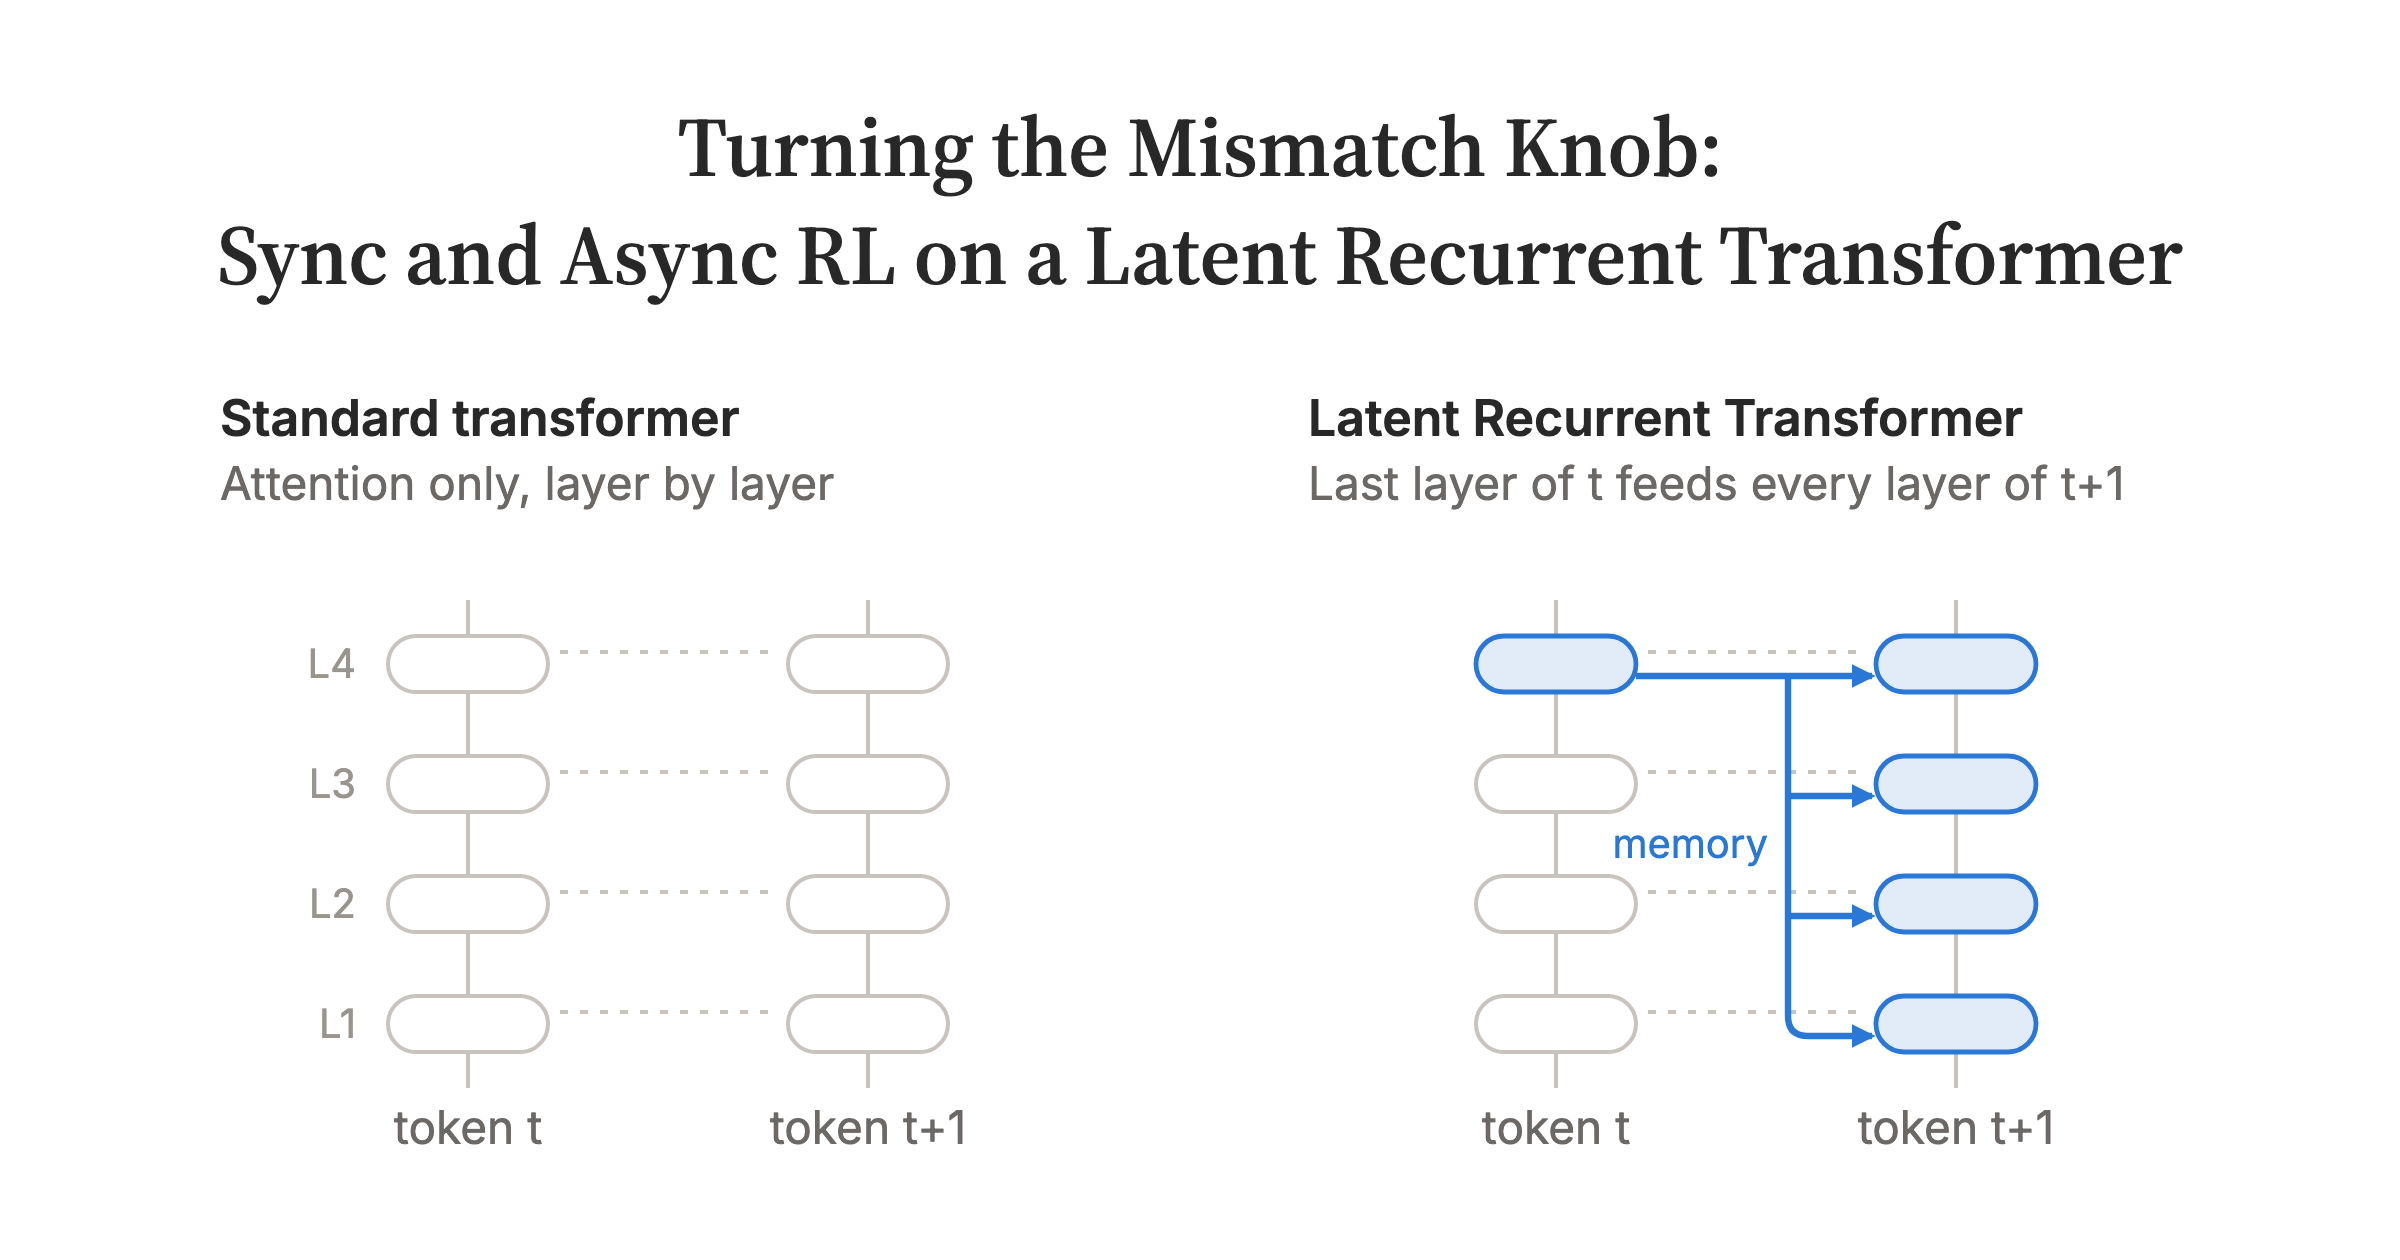 Turning the Mismatch Knob:
Sync and Async RL on a Latent Recurrent Transformer
Standard transformer
Attention only, layer by layer
L4
L3
L2
L1
token t
token t+1
Latent Recurrent Transformer
Last layer of t feeds every layer of t+1
memory
token t
token t+1